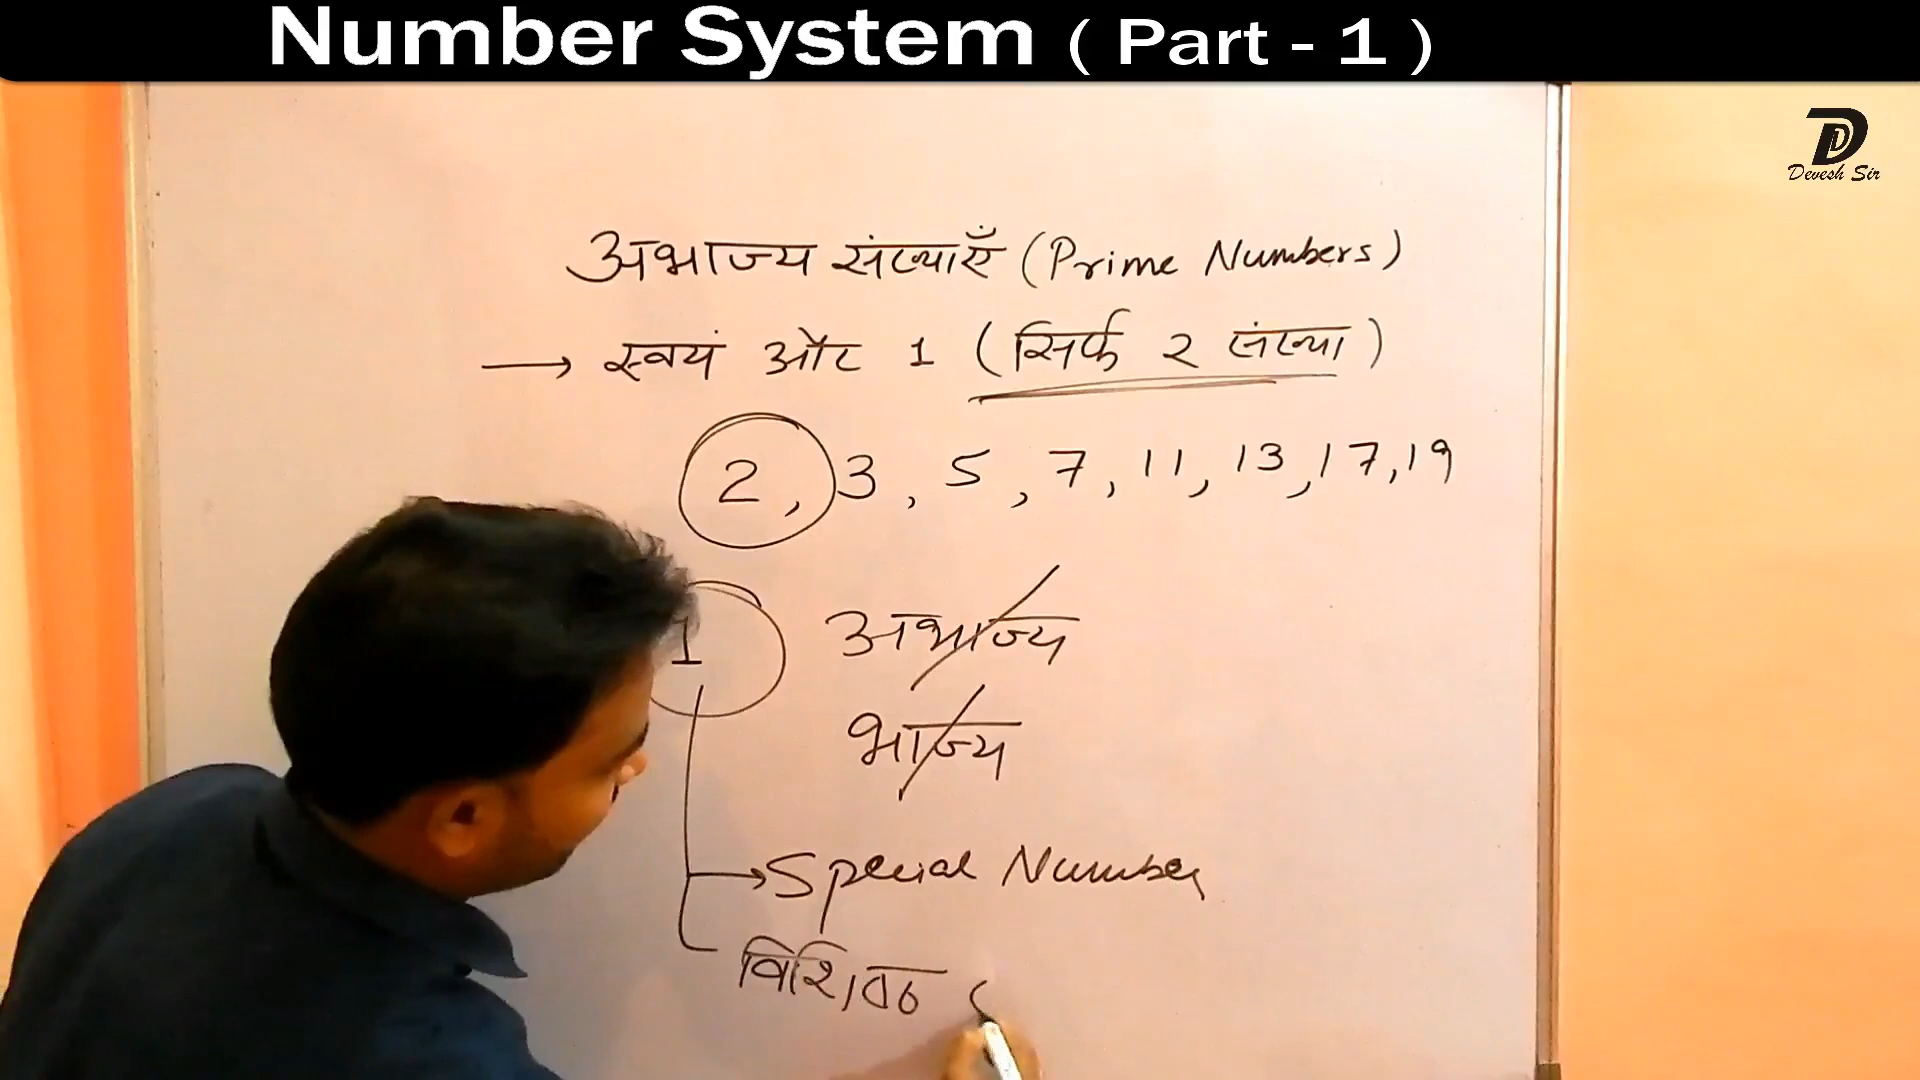 Number System ( Part - 1 )
D
Devesh Sir
अभाज्य संख्याएँ (Prime Numbers)
→ स्वयं और 1 (सिर्फ 2 संख्या)
2, 3, 5, 7, 11, 13, 17, 19
1 अभाज्य
भाज्य
→ Special Number
विशिष्ठ